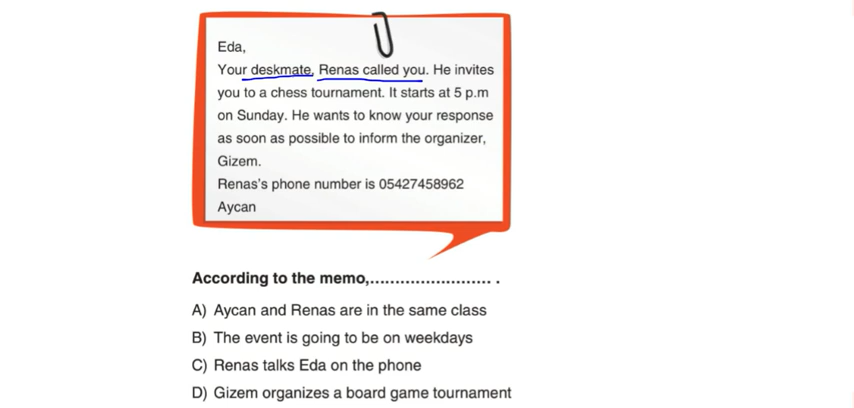 Eda,
Your deskmate, Renas called you. He invites
you to a chess tournament. It starts at 5 p.m
on Sunday. He wants to know your response
as soon as possible to inform the organizer,
Gizem.
Renas's phone number is 05427458962
Aycan
According to the memo,......................... .
A) Aycan and Renas are in the same class
B) The event is going to be on weekdays
C) Renas talks Eda on the phone
D) Gizem organizes a board game tournament